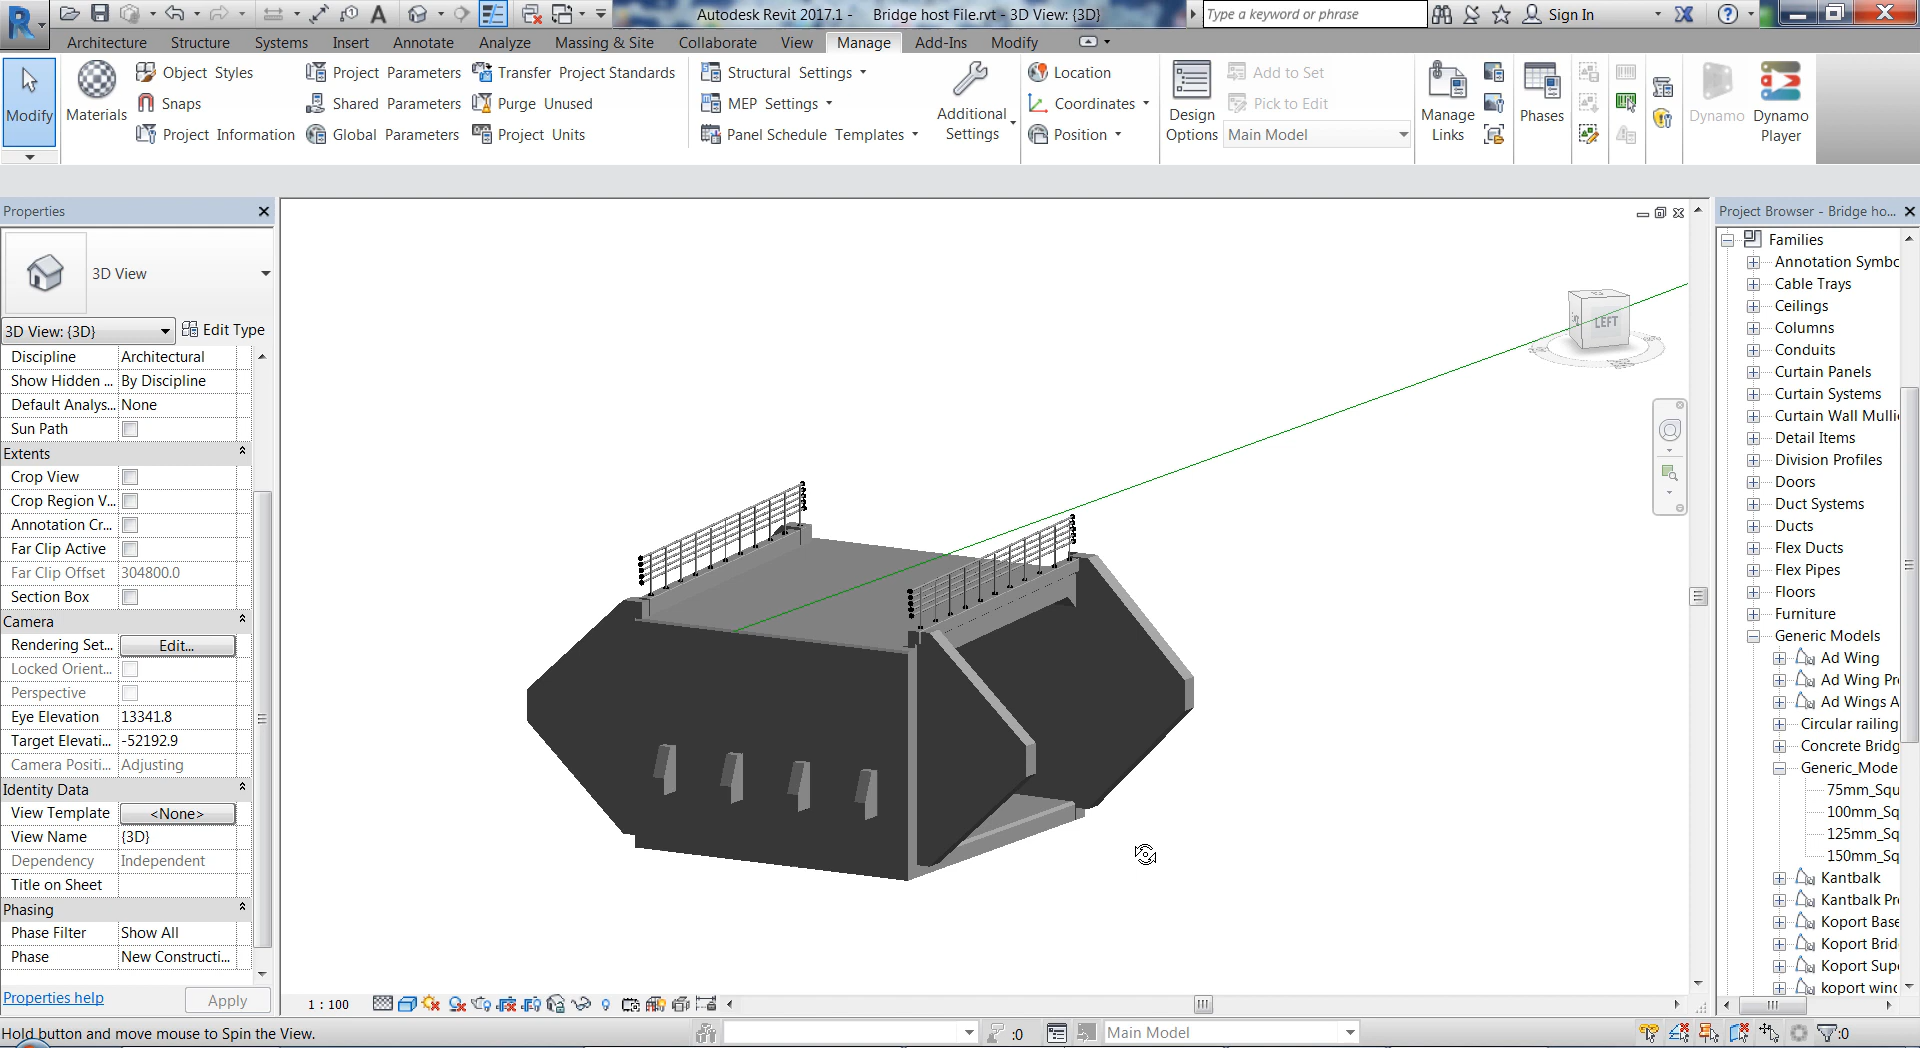 Autodesk Revit 2017.1 - Bridge host File.rvt - 3D View: {3D}
Type a keyword or phrase
Sign In
Architecture Structure Systems Insert Annotate Analyze Massing & Site Collaborate View Manage Add-Ins Modify
Modify
Materials
Object Styles
Snaps
Project Information
Project Parameters
Shared Parameters
Global Parameters
Transfer Project Standards
Purge Unused
Project Units
Structural Settings
MEP Settings
Panel Schedule Templates
Additional
Settings
Location
Coordinates
Position
Design
Options
Add to Set
Pick to Edit
Main Model
Manage
Links
Phases
Dynamo
Dynamo
Player
Properties
3D View
3D View: {3D}
Edit Type
Discipline Architectural
Show Hidden ... By Discipline
Default Analys... None
Sun Path
Extents
Crop View
Crop Region V...
Annotation Cr...
Far Clip Active
Far Clip Offset 304800.0
Section Box
Camera
Rendering Set... Edit...
Locked Orient...
Perspective
Eye Elevation 13341.8
Target Elevati... -52192.9
Camera Positi... Adjusting
Identity Data
View Template <None>
View Name {3D}
Dependency Independent
Title on Sheet
Phasing
Phase Filter Show All
Phase New Constructi...
Properties help
Apply
LEFT
1 : 100
Project Browser - Bridge ho...
Families
Annotation Symbo
Cable Trays
Ceilings
Columns
Conduits
Curtain Panels
Curtain Systems
Curtain Wall Mulli
Detail Items
Division Profiles
Doors
Duct Systems
Ducts
Flex Ducts
Flex Pipes
Floors
Furniture
Generic Models
Ad Wing
Ad Wing Pr
Ad Wings A
Circular railing
Concrete Bridg
Generic_Mode
75mm_Squ
100mm_Sq
125mm_Sq
150mm_Sq
Kantbalk
Kantbalk Pr
Koport Base
Koport Brid
Koport Supe
koport wing
Hold button and move mouse to Spin the View.
:0
Main Model
:0